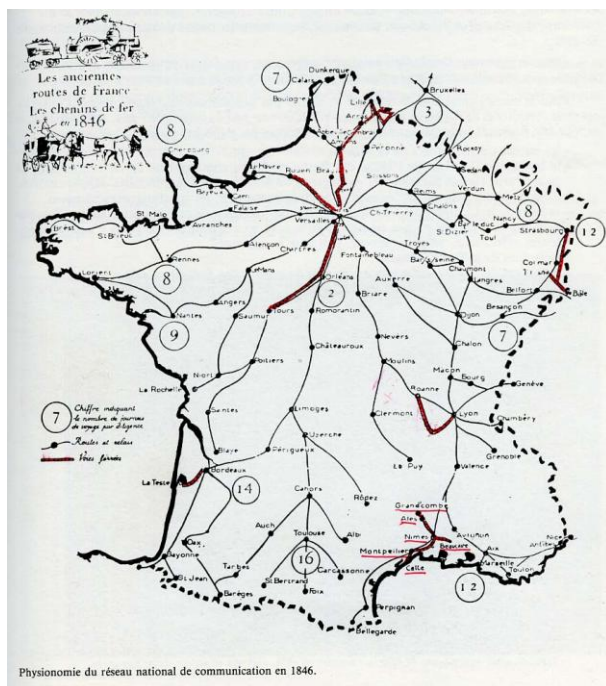 Les anciennes
routes de France
&
Les chemins de fer
en 1846
7
Dunkerque
Calais
Boulogne
Lille
Arras
Bruxelles
3
Péronne
Rocroy
8
Cherbourg
Le Havre
Rouen
Beauvais
Soissons
Sedan
Bayeux
Caen
Reims
Verdun
Metz
8
Falaise
Ch-Thierry
Châlons
Bar le duc
Nancy
Strasbourg
12
St Malo
Avranches
Versailles
St Dizier
Toul
Brest
St-Brieuc
Alençon
Chartres
Fontainebleau
Troyes
Bar s/seine
Chaumont
Colmar
Rennes
8
Le Mans
Orléans
2
Auxerre
Langres
Belfort
Bâle
Lorient
Angers
Briare
Besançon
9
Nantes
Saumur
Tours
Romorantin
Dijon
7
Châteauroux
Nevers
Chalon
Niort
Poitiers
Moulins
Macon
Bourg
Genève
La Rochelle
Roanne
7
Chiffre indiquant
le nombre de journées
de voyage par diligence
Routes et relais
Voies ferrées
Saintes
Limoges
Clermont
Lyon
Chambéry
Uzerche
Grenoble
Blaye
Périgueux
Le Puy
Valence
La Teste
Bordeaux
14
Cahors
Rodez
Grand'combe
Alès
Dax
Auch
Toulouse
Albi
Nimes
Beaucaire
Avignon
Nice
Antibes
Bayonne
Montpellier
Aix
Tarbes
16
Cette
Marseille
Toulon
St Jean
St Bertrand
Carcassonne
12
Barèges
Foix
Perpignan
Bellegarde
Physionomie du réseau national de communication en 1846.